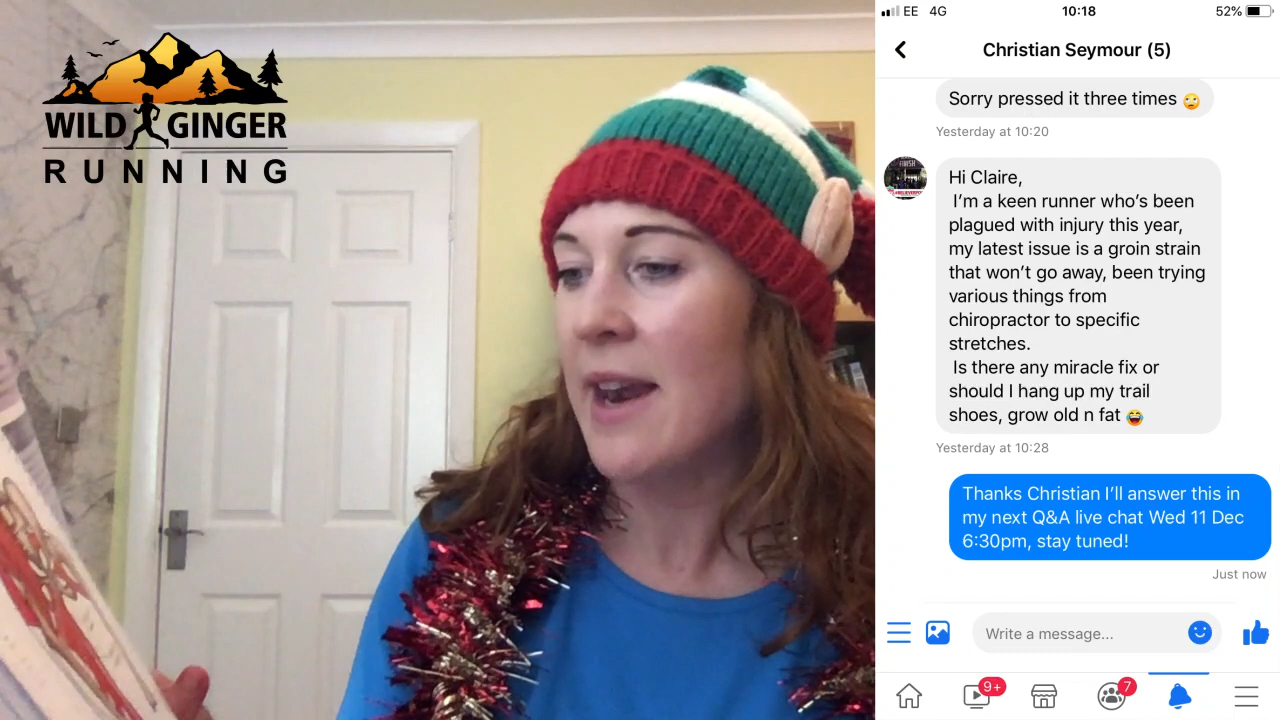 WILD GINGER
RUNNING
EE 4G 10:18 52%
Christian Seymour (5)
Sorry pressed it three times 🙄
Yesterday at 10:20
FINISH
Hi Claire,
I’m a keen runner who’s been
plagued with injury this year,
my latest issue is a groin strain
that won’t go away, been trying
various things from
chiropractor to specific
stretches.
Is there any miracle fix or
should I hang up my trail
shoes, grow old n fat 😂
Yesterday at 10:28
Thanks Christian I’ll answer this in
my next Q&A live chat Wed 11 Dec
6:30pm, stay tuned!
Just now
Write a message...
9+
7